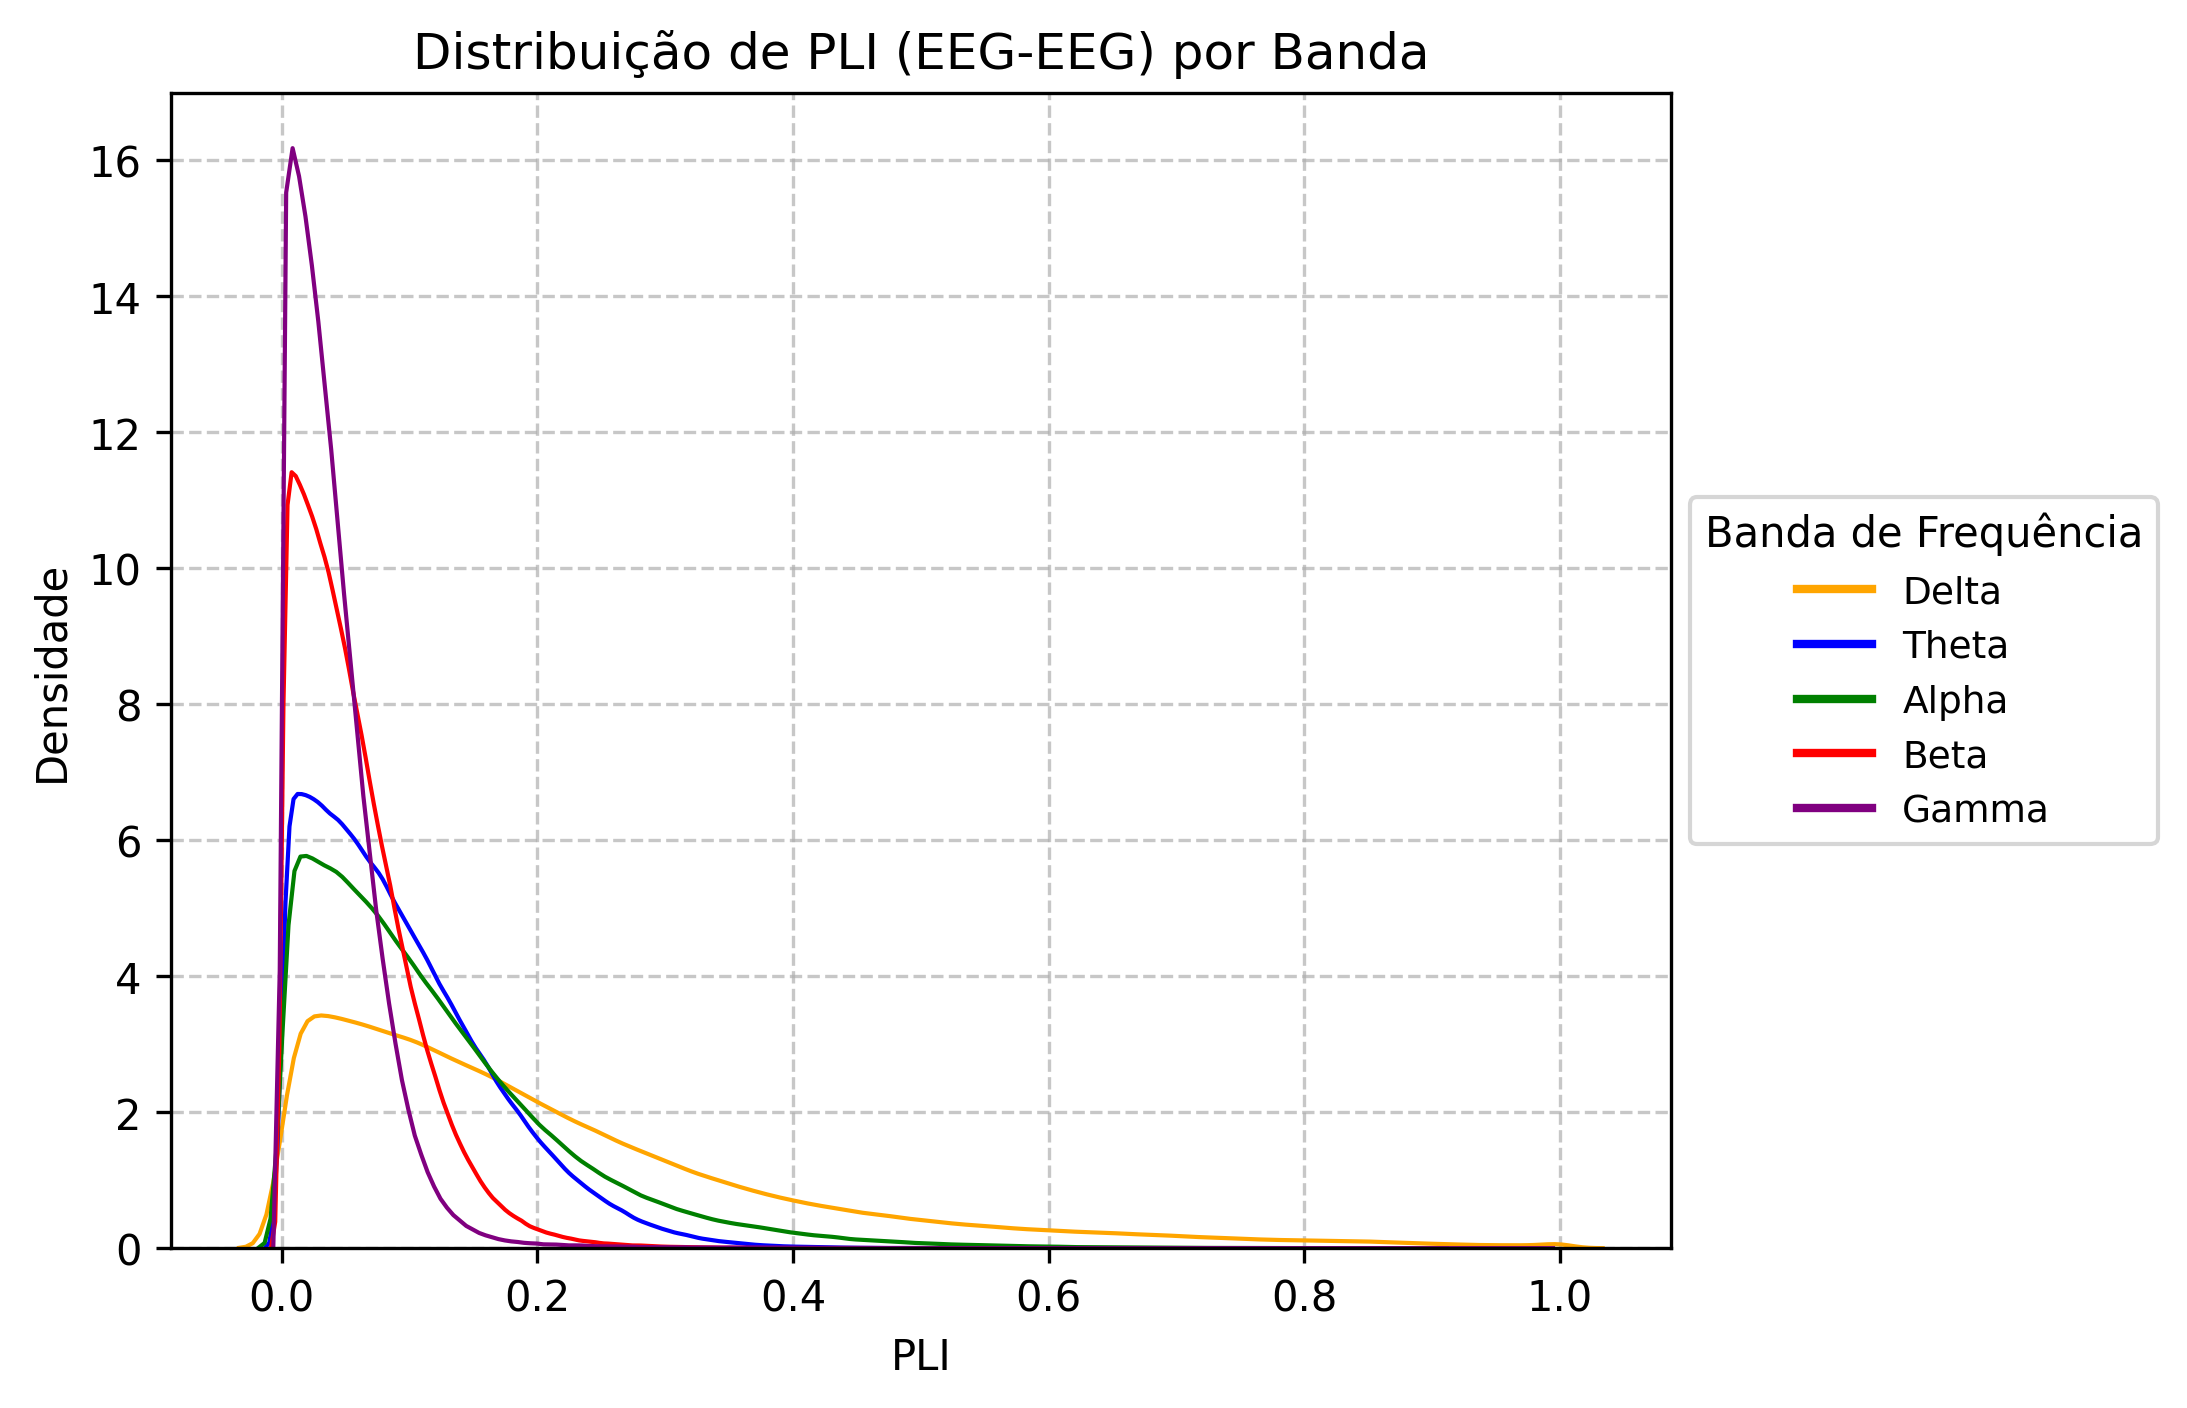 Distribuição de PLI (EEG-EEG) por Banda
Densidade
16
14
12
10
8
6
4
2
0
0.0 0.2 0.4 0.6 0.8 1.0
PLI
Banda de Frequência
Delta
Theta
Alpha
Beta
Gamma